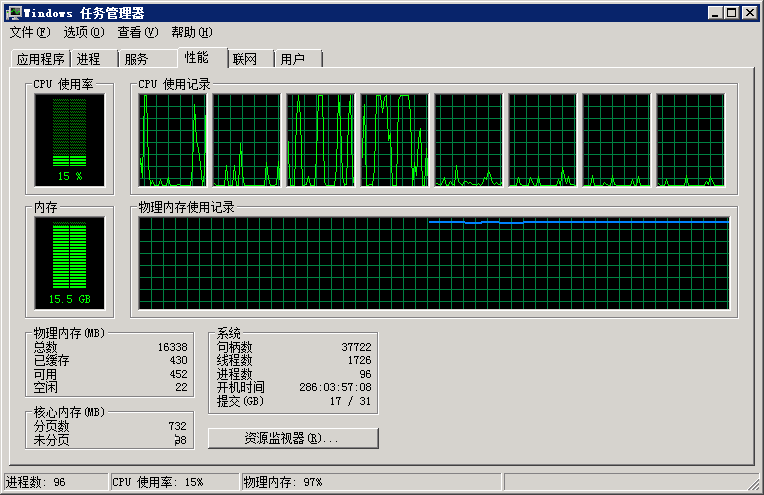 Windows 任务管理器
文件(F) 选项(O) 查看(V) 帮助(H)
应用程序 进程 服务 性能 联网 用户
CPU 使用率 CPU 使用记录
15 %
内存 物理内存使用记录
15.5 GB
物理内存(MB)
总数 16338
已缓存 430
可用 452
空闲 22
系统
句柄数 37722
线程数 1726
进程数 96
开机时间 286:03:57:08
提交(GB) 17 / 31
核心内存(MB)
分页数 732
未分页
资源监视器(R)...
进程数: 96 CPU 使用率: 15% 物理内存: 97%